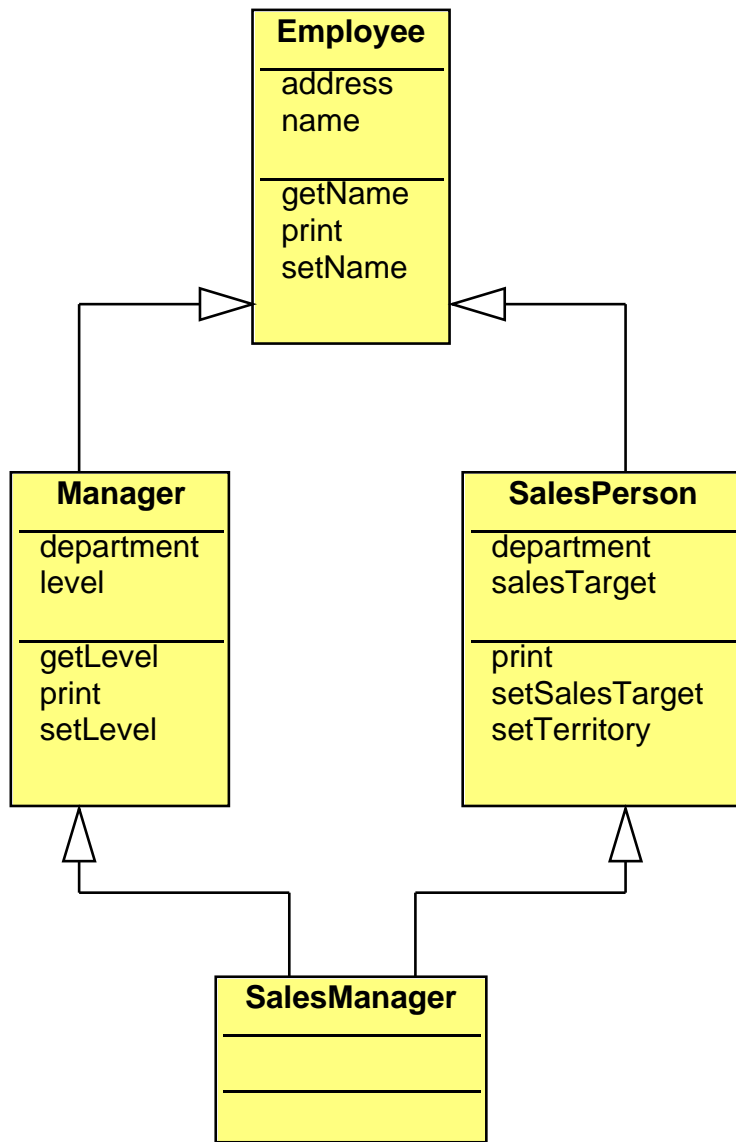 Employee
address
name
getName
print
setName
Manager
department
level
getLevel
print
setLevel
SalesPerson
department
salesTarget
print
setSalesTarget
setTerritory
SalesManager